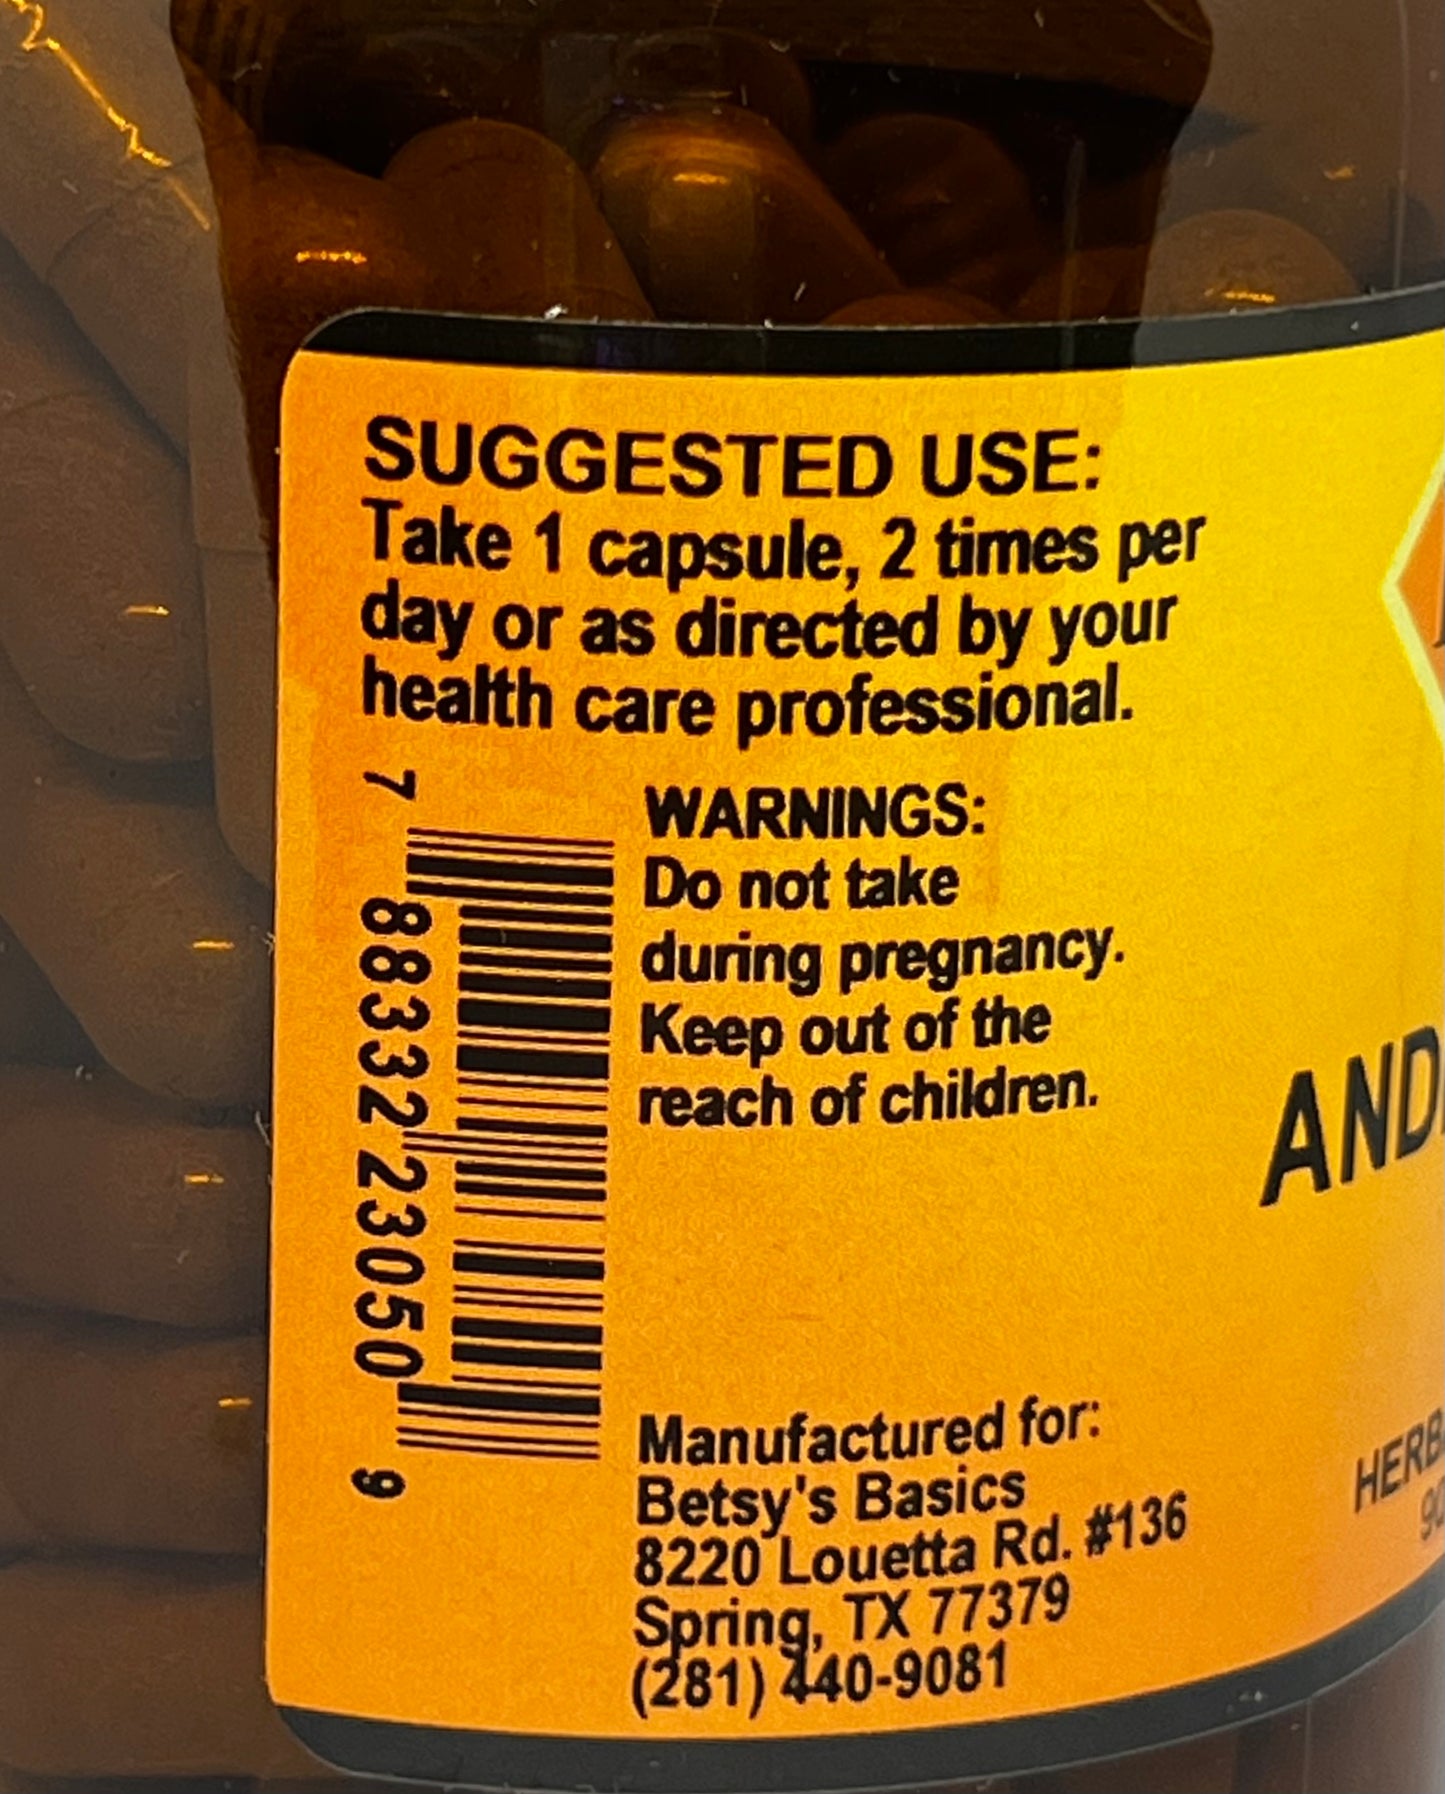 SUGGESTED USE:
Take 1 capsule, 2 times per
day or as directed by your
health care professional.
7 88332 23050 9
WARNINGS:
Do not take
during pregnancy.
Keep out of the
reach of children.
Manufactured for:
Betsy's Basics
8220 Louetta Rd. #136
Spring, TX 77379
(281) 440-9081